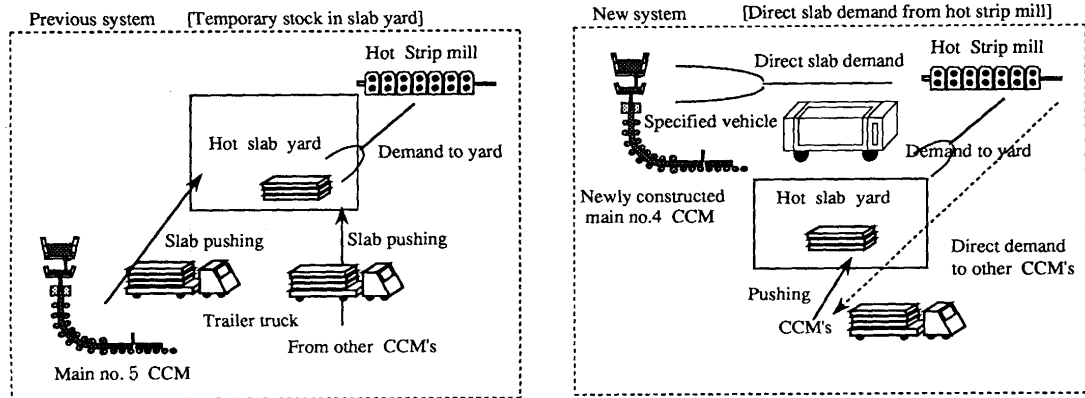 Previous system [Temporary stock in slab yard]
Hot Strip mill
Hot slab yard
Demand to yard
Slab pushing
Slab pushing
Trailer truck
From other CCM's
Main no. 5 CCM
New system [Direct slab demand from hot strip mill]
Hot Strip mill
Direct slab demand
Specified vehicle
Demand to yard
Newly constructed
main no.4 CCM
Hot slab yard
Direct demand
to other CCM's
Pushing
CCM's